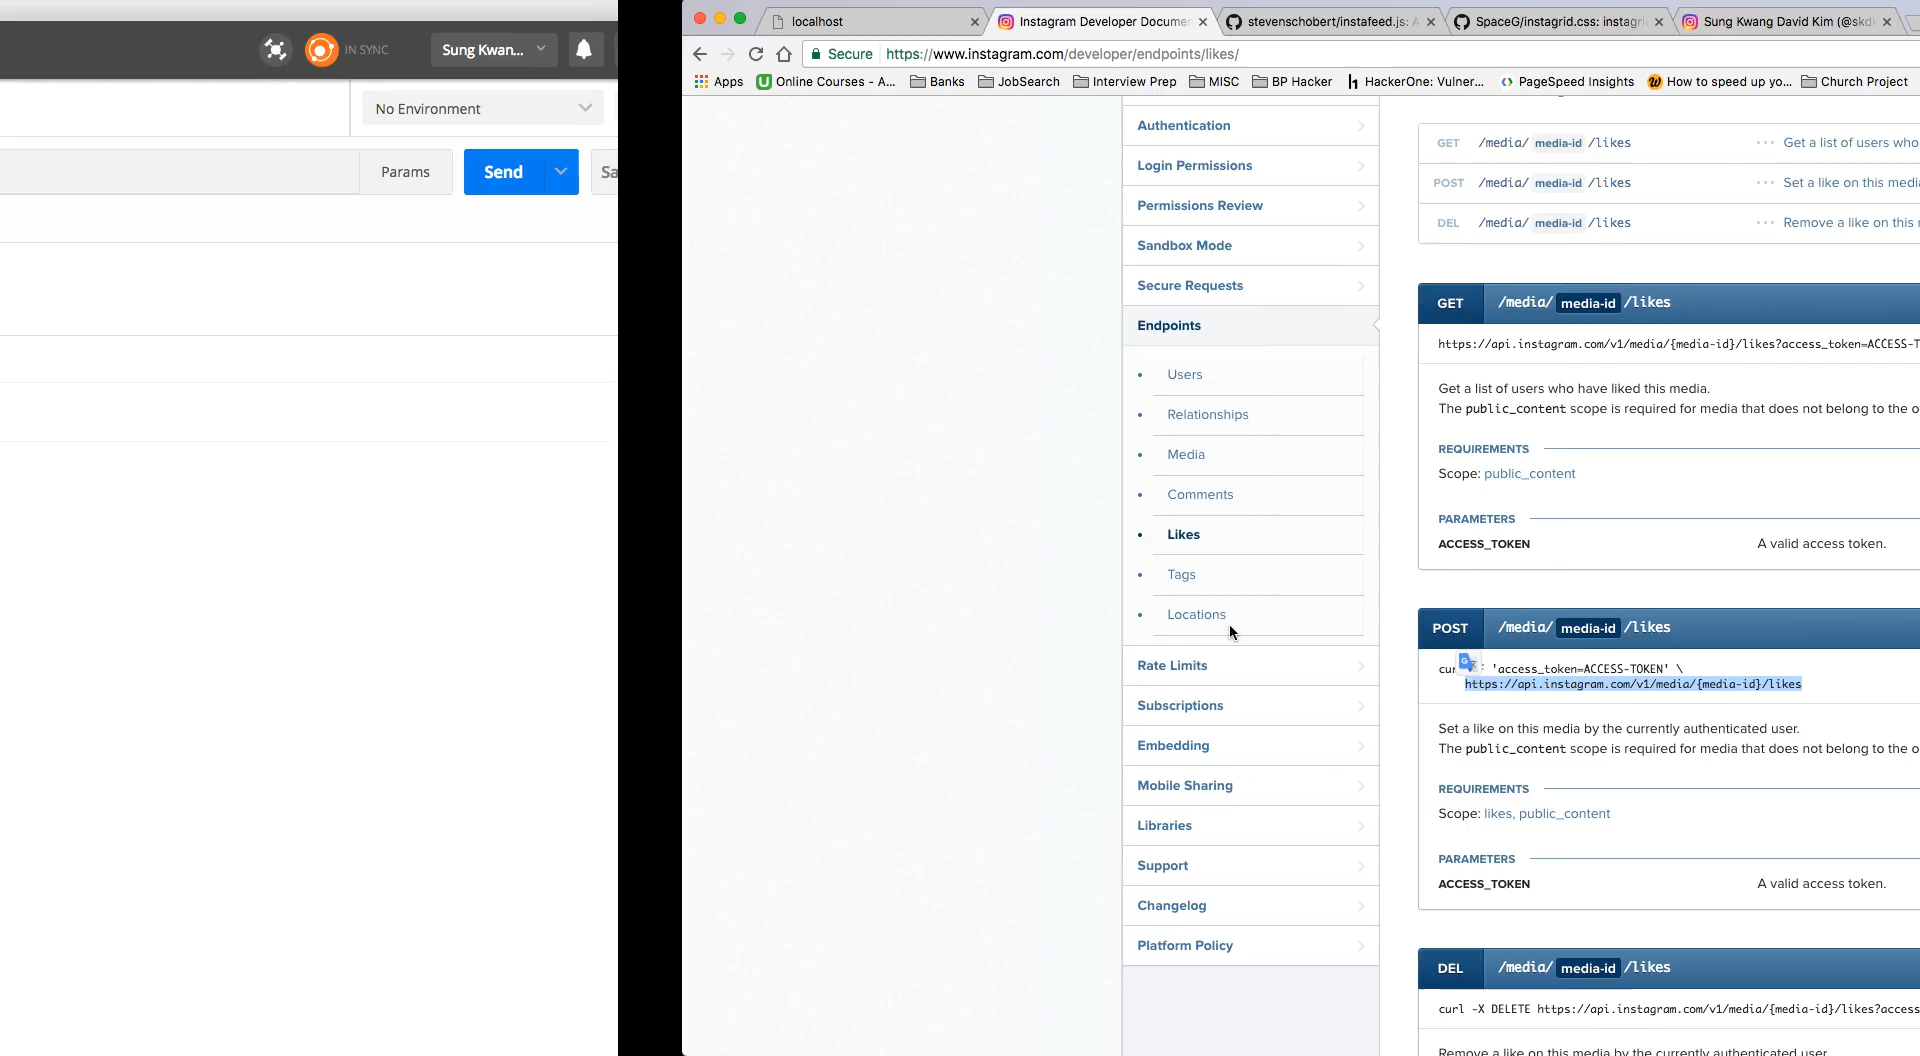 IN SYNC
Sung Kwan...
No Environment
Params
Send
Sa
localhost
Instagram Developer Documen
stevenschobert/instafeed.js: A
SpaceG/instagrid.css: instagri
Sung Kwang David Kim (@skd
Secure
https://www.instagram.com/developer/endpoints/likes/
Apps
Online Courses - A...
Banks
JobSearch
Interview Prep
MISC
BP Hacker
HackerOne: Vulner...
PageSpeed Insights
How to speed up yo...
Church Project
Authentication
Login Permissions
Permissions Review
Sandbox Mode
Secure Requests
Endpoints
• Users
• Relationships
• Media
• Comments
• Likes
• Tags
• Locations
Rate Limits
Subscriptions
Embedding
Mobile Sharing
Libraries
Support
Changelog
Platform Policy
GET /media/ media-id /likes ··· Get a list of users who
POST /media/ media-id /likes ··· Set a like on this medi
DEL /media/ media-id /likes ··· Remove a like on this
GET /media/ media-id /likes
https://api.instagram.com/v1/media/{media-id}/likes?access_token=ACCESS-T
Get a list of users who have liked this media.
The public_content scope is required for media that does not belong to the o
REQUIREMENTS
Scope: public_content
PARAMETERS
ACCESS_TOKEN A valid access token.
POST /media/ media-id /likes
'access_token=ACCESS-TOKEN' \
https://api.instagram.com/v1/media/{media-id}/likes
Set a like on this media by the currently authenticated user.
The public_content scope is required for media that does not belong to the o
REQUIREMENTS
Scope: likes, public_content
PARAMETERS
ACCESS_TOKEN A valid access token.
DEL /media/ media-id /likes
curl -X DELETE https://api.instagram.com/v1/media/{media-id}/likes?access
Remove a like on this media by the currently authenticated user